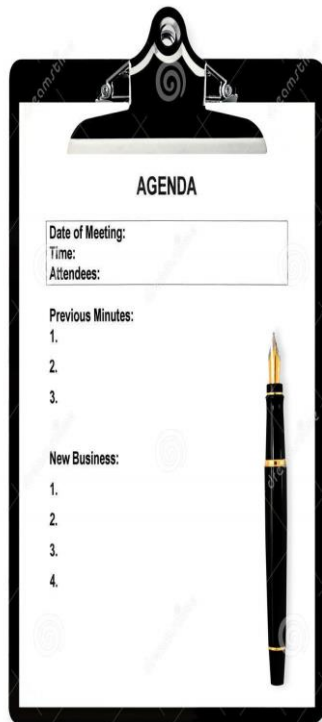 AGENDA
Date of Meeting:
Time:
Attendees:
Previous Minutes:
1.
2.
3.
New Business:
1.
2.
3.
4.